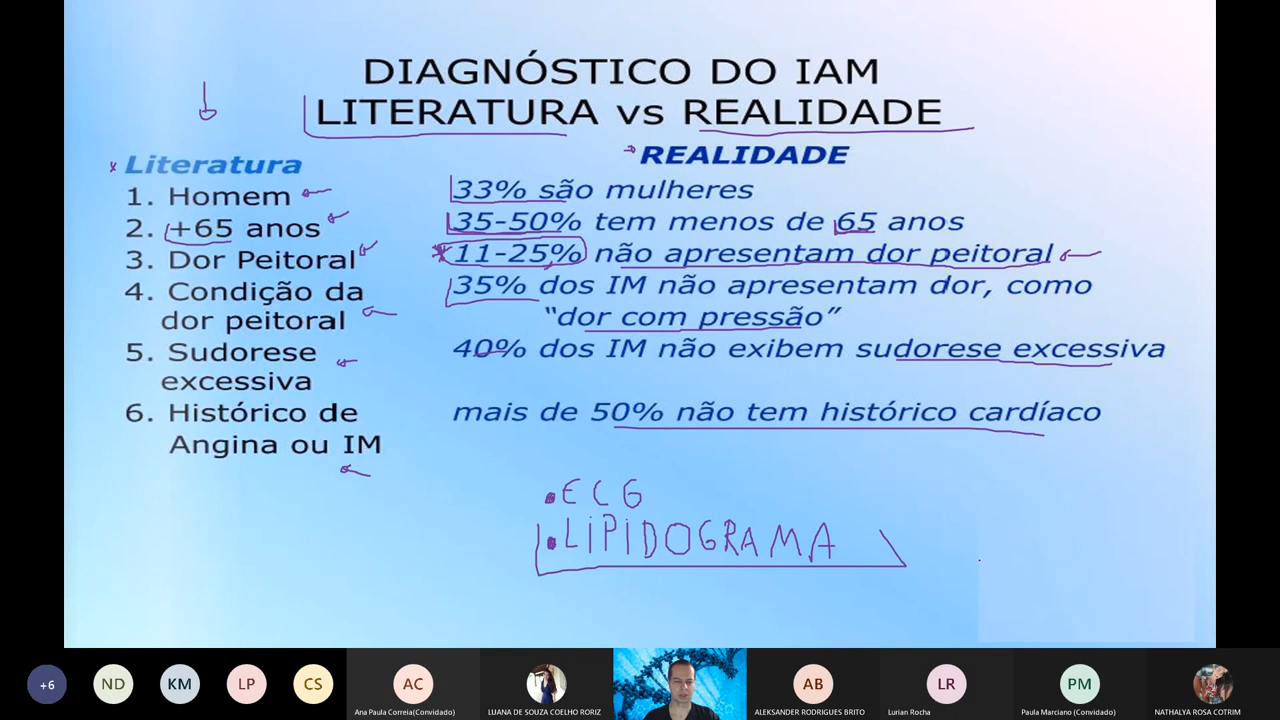 DIAGNÓSTICO DO IAM
LITERATURA vs REALIDADE
Literatura
1. Homem
2. +65 anos
3. Dor Peitoral
4. Condição da
dor peitoral
5. Sudorese
excessiva
6. Histórico de
Angina ou IM
REALIDADE
33% são mulheres
35-50% tem menos de 65 anos
11-25% não apresentam dor peitoral
35% dos IM não apresentam dor, como
“dor com pressão”
40% dos IM não exibem sudorese excessiva
mais de 50% não tem histórico cardíaco
• ECG
• LIPIDOGRAMA
+6
ND
KM
LP
CS
AC
Ana Paula Correia(Convidado)
LUANA DE SOUZA COELHO RORIZ
AB
ALEKSANDER RODRIGUES BRITO
LR
Lurian Rocha
PM
Paula Marciano (Convidado)
NATHALYA ROSA COTRIM